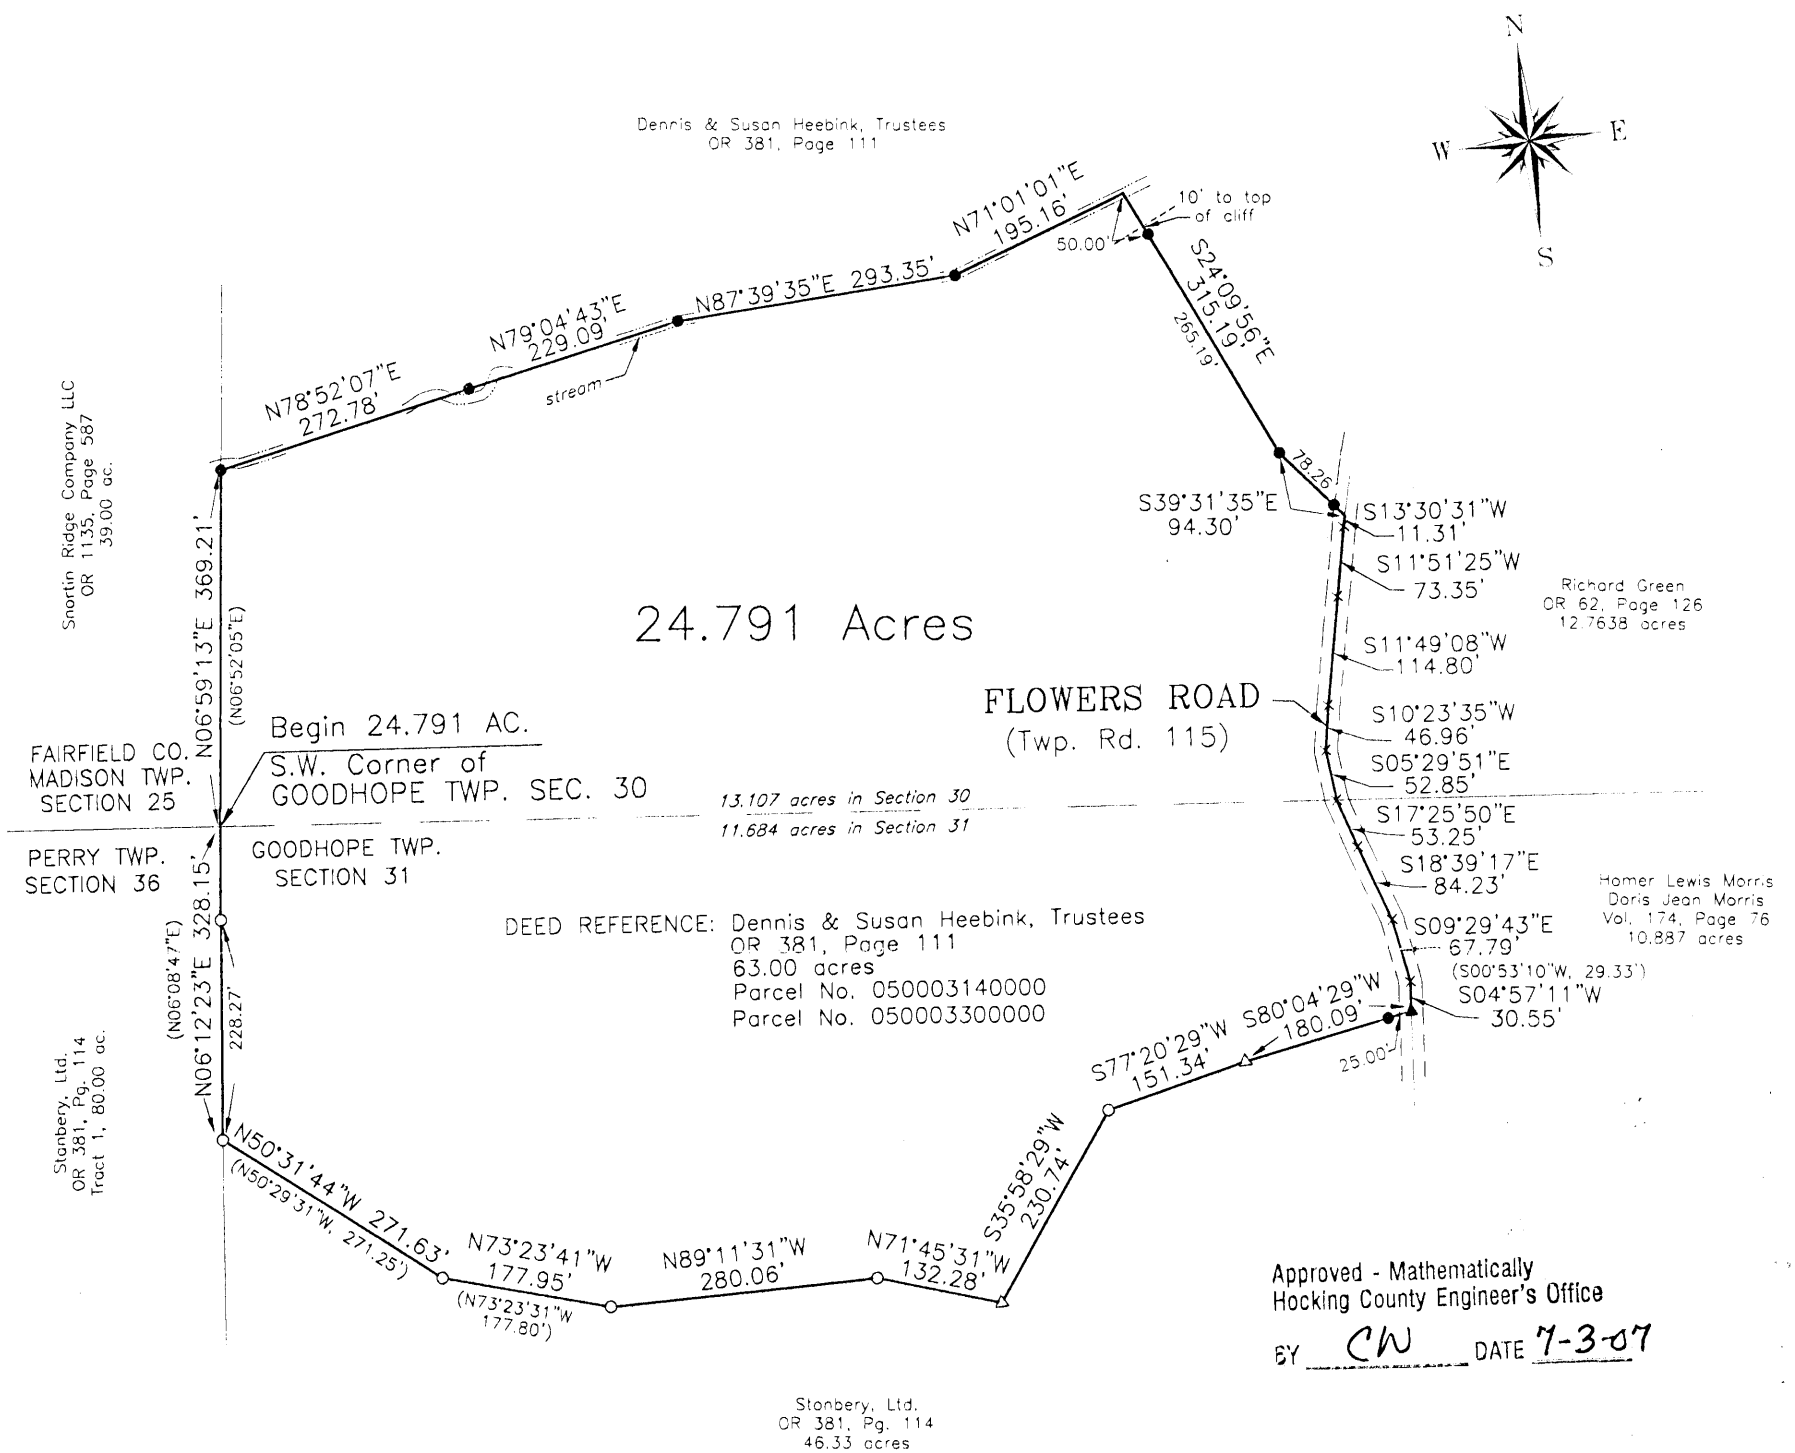 N
W
E
S
Dennis & Susan Heebink, Trustees
OR 381, Page 111
N71°01'01"E
195.16'
10' to top
of cliff
50.00'
S24°09'56"E
315.19'
265.19'
N87°39'35"E 293.35'
N79°04'43"E
229.09'
stream
N78°52'07"E
272.78'
Snortin Ridge Company LLC
OR 1135, Page 587
39.00 ac.
N06°59'13"E 369.21'
(N06°52'05"E)
78.26
S39°31'35"E
94.30'
S13°30'31"W
11.31'
S11°51'25"W
73.35'
Richard Green
OR 62, Page 126
12.7638 acres
24.791 Acres
S11°49'08"W
114.80'
FLOWERS ROAD
(Twp. Rd. 115)
S10°23'35"W
46.96'
S05°29'51"E
52.85'
Begin 24.791 AC.
S.W. Corner of
GOODHOPE TWP. SEC. 30
FAIRFIELD CO.
MADISON TWP.
SECTION 25
13.107 acres in Section 30
11.684 acres in Section 31
S17°25'50"E
53.25'
S18°39'17"E
84.23'
PERRY TWP.
SECTION 36
GOODHOPE TWP.
SECTION 31
Homer Lewis Morris
Doris Jean Morris
Vol. 174, Page 76
10.887 acres
DEED REFERENCE: Dennis & Susan Heebink, Trustees
OR 381, Page 111
63.00 acres
Parcel No. 050003140000
Parcel No. 050003300000
S09°29'43"E
67.79'
(S00°53'10"W, 29.33')
S04°57'11"W
30.55'
(N06°08'47"E)
N06°12'23"E 328.15'
228.27'
S80°04'29"W
180.09'
25.00'
S77°20'29"W
151.34'
Stanbery, Ltd.
OR 381, Pg. 114
Tract 1, 80.00 ac.
S35°58'29"W
230.74'
N50°31'44"W 271.63'
(N50°29'31"W, 271.25')
N73°23'41"W
177.95'
(N73°23'31"W
177.80')
N89°11'31"W
280.06'
N71°45'31"W
132.28'
Approved - Mathematically
Hocking County Engineer's Office
BY CW DATE 7-3-07
Stonbery, Ltd.
OR 381, Pg. 114
46.33 acres